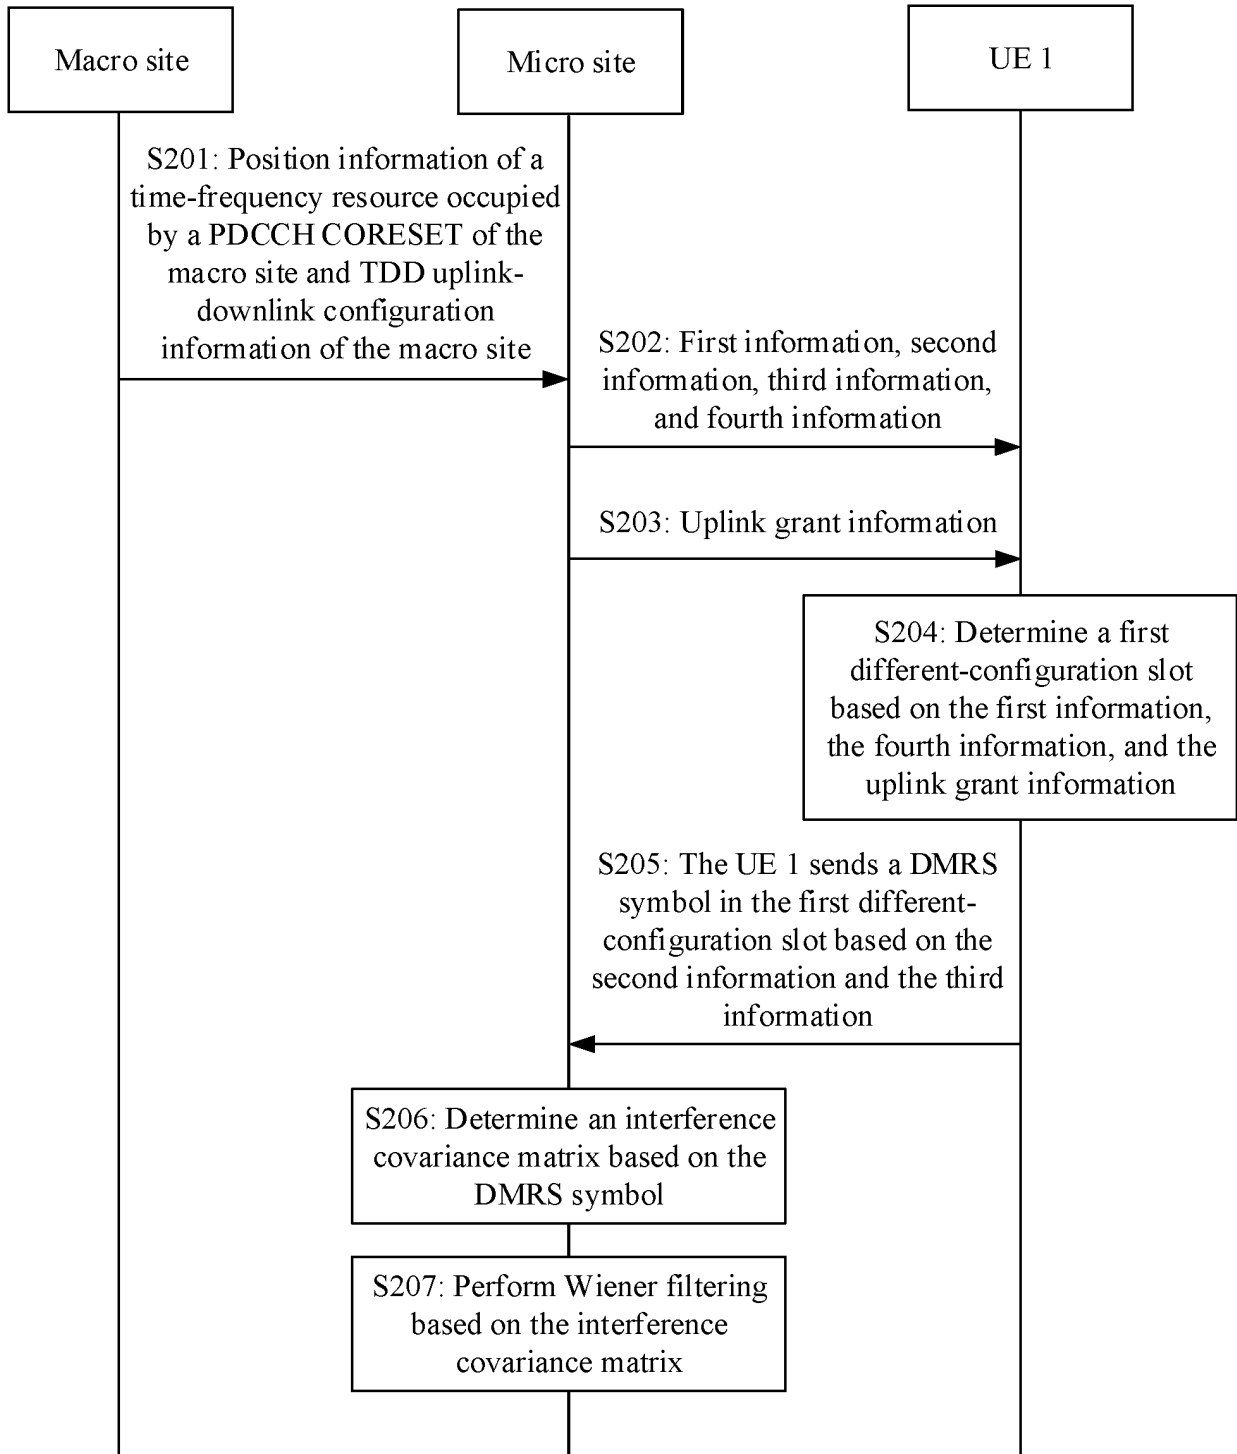 Macro site
Micro site
UE 1
S201: Position information of a
time-frequency resource occupied
by a PDCCH CORESET of the
macro site and TDD uplink-
downlink configuration
information of the macro site
S202: First information, second
information, third information,
and fourth information
S203: Uplink grant information
S204: Determine a first
different-configuration slot
based on the first information,
the fourth information, and the
uplink grant information
S205: The UE 1 sends a DMRS
symbol in the first different-
configuration slot based on the
second information and the third
information
S206: Determine an interference
covariance matrix based on the
DMRS symbol
S207: Perform Wiener filtering
based on the interference
covariance matrix